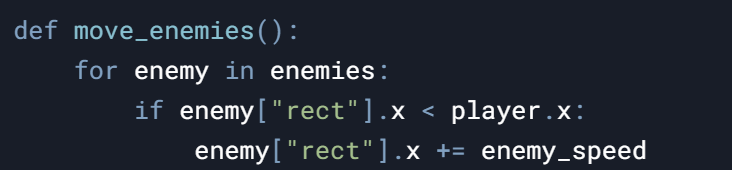 def move_enemies():
    for enemy in enemies:
        if enemy["rect"].x < player.x:
            enemy["rect"].x += enemy_speed